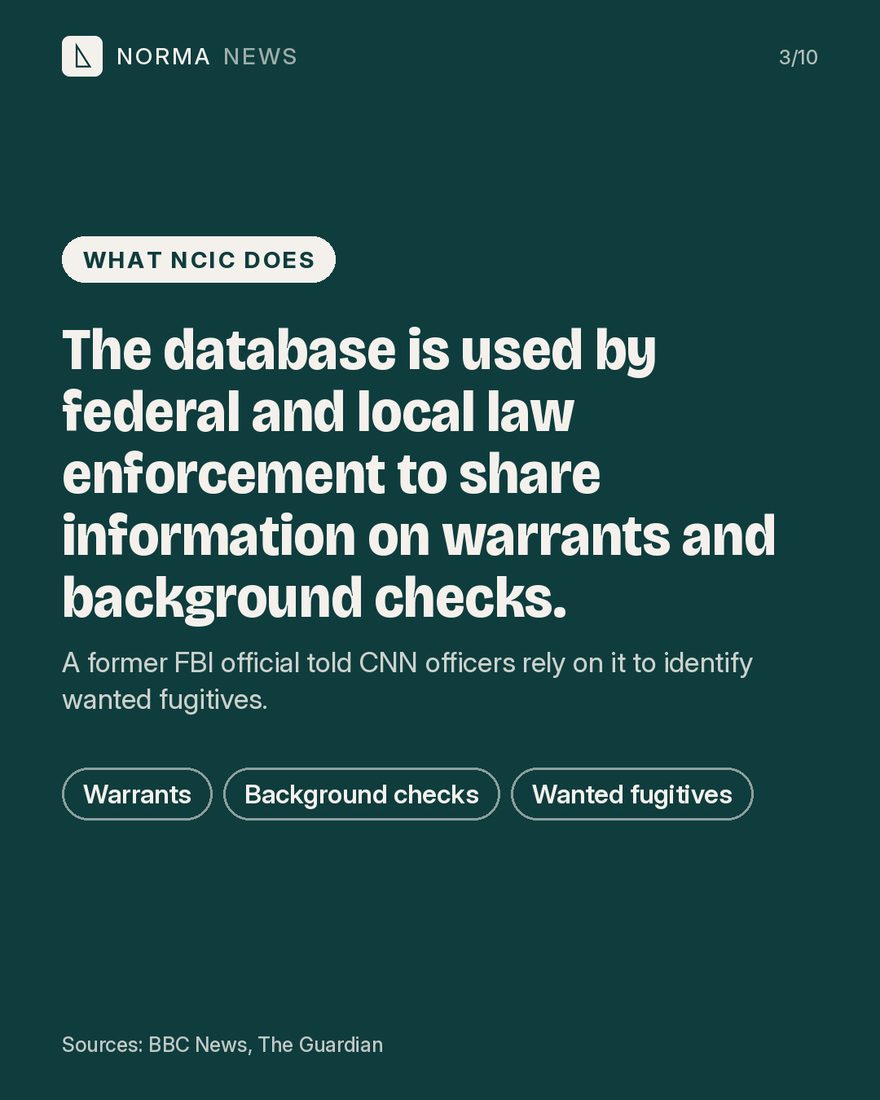 NORMA NEWS
3/10
WHAT NCIC DOES
The database is used by
federal and local law
enforcement to share
information on warrants and
background checks.
A former FBI official told CNN officers rely on it to identify
wanted fugitives.
Warrants
Background checks
Wanted fugitives
Sources: BBC News, The Guardian